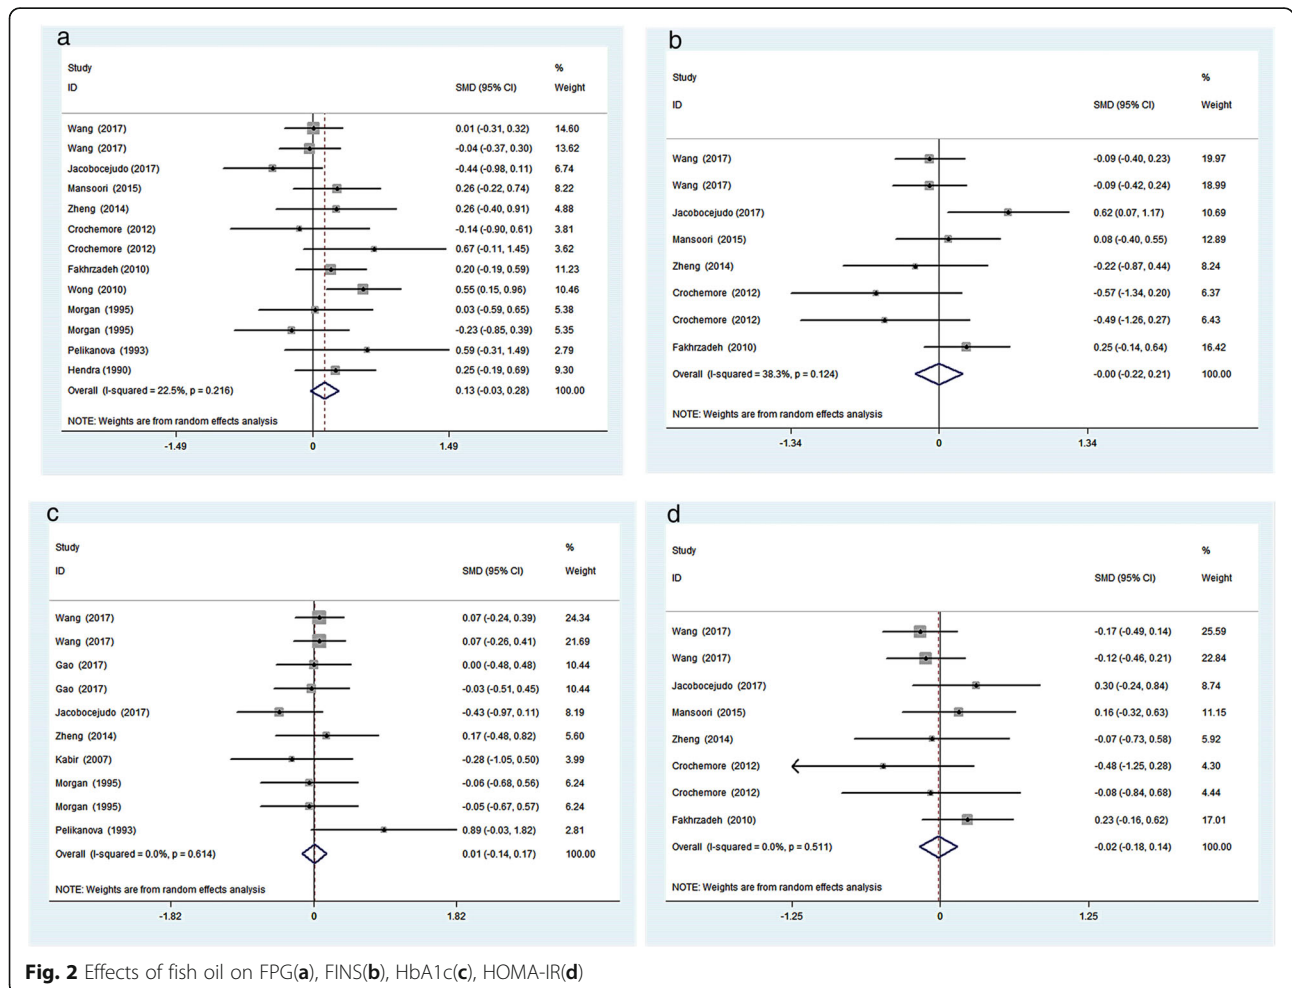 a
Study %
ID SMD (95% CI) Weight
Wang (2017) 0.01 (-0.31, 0.32) 14.60
Wang (2017) -0.04 (-0.37, 0.30) 13.62
Jacobocejudo (2017) -0.44 (-0.98, 0.11) 6.74
Mansoori (2015) 0.26 (-0.22, 0.74) 8.22
Zheng (2014) 0.26 (-0.40, 0.91) 4.88
Crochemore (2012) -0.14 (-0.90, 0.61) 3.81
Crochemore (2012) 0.67 (-0.11, 1.45) 3.62
Fakhrzadeh (2010) 0.20 (-0.19, 0.59) 11.23
Wong (2010) 0.55 (0.15, 0.96) 10.46
Morgan (1995) 0.03 (-0.59, 0.65) 5.38
Morgan (1995) -0.23 (-0.85, 0.39) 5.35
Pelikanova (1993) 0.59 (-0.31, 1.49) 2.79
Hendra (1990) 0.25 (-0.19, 0.69) 9.30
Overall (I-squared = 22.5%, p = 0.216) 0.13 (-0.03, 0.28) 100.00
NOTE: Weights are from random effects analysis
-1.49 0 1.49
b
Study %
ID SMD (95% CI) Weight
Wang (2017) -0.09 (-0.40, 0.23) 19.97
Wang (2017) -0.09 (-0.42, 0.24) 18.99
Jacobocejudo (2017) 0.62 (0.07, 1.17) 10.69
Mansoori (2015) 0.08 (-0.40, 0.55) 12.89
Zheng (2014) -0.22 (-0.87, 0.44) 8.24
Crochemore (2012) -0.57 (-1.34, 0.20) 6.37
Crochemore (2012) -0.49 (-1.26, 0.27) 6.43
Fakhrzadeh (2010) 0.25 (-0.14, 0.64) 16.42
Overall (I-squared = 38.3%, p = 0.124) -0.00 (-0.22, 0.21) 100.00
NOTE: Weights are from random effects analysis
-1.34 0 1.34
c
Study %
ID SMD (95% CI) Weight
Wang (2017) 0.07 (-0.24, 0.39) 24.34
Wang (2017) 0.07 (-0.26, 0.41) 21.69
Gao (2017) 0.00 (-0.48, 0.48) 10.44
Gao (2017) -0.03 (-0.51, 0.45) 10.44
Jacobocejudo (2017) -0.43 (-0.97, 0.11) 8.19
Zheng (2014) 0.17 (-0.48, 0.82) 5.60
Kabir (2007) -0.28 (-1.05, 0.50) 3.99
Morgan (1995) -0.06 (-0.68, 0.56) 6.24
Morgan (1995) -0.05 (-0.67, 0.57) 6.24
Pelikanova (1993) 0.89 (-0.03, 1.82) 2.81
Overall (I-squared = 0.0%, p = 0.614) 0.01 (-0.14, 0.17) 100.00
NOTE: Weights are from random effects analysis
-1.82 0 1.82
d
Study %
ID SMD (95% CI) Weight
Wang (2017) -0.17 (-0.49, 0.14) 25.59
Wang (2017) -0.12 (-0.46, 0.21) 22.84
Jacobocejudo (2017) 0.30 (-0.24, 0.84) 8.74
Mansoori (2015) 0.16 (-0.32, 0.63) 11.15
Zheng (2014) -0.07 (-0.73, 0.58) 5.92
Crochemore (2012) -0.48 (-1.25, 0.28) 4.30
Crochemore (2012) -0.08 (-0.84, 0.68) 4.44
Fakhrzadeh (2010) 0.23 (-0.16, 0.62) 17.01
Overall (I-squared = 0.0%, p = 0.511) -0.02 (-0.18, 0.14) 100.00
NOTE: Weights are from random effects analysis
-1.25 0 1.25
Fig. 2 Effects of fish oil on FPG(a), FINS(b), HbA1c(c), HOMA-IR(d)